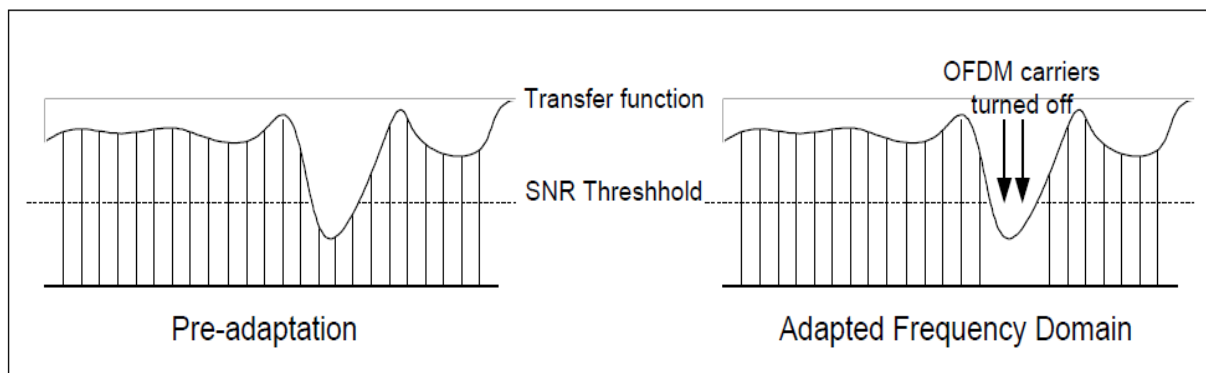 Transfer function
SNR Threshhold
Pre-adaptation
OFDM carriers
turned off
Adapted Frequency Domain